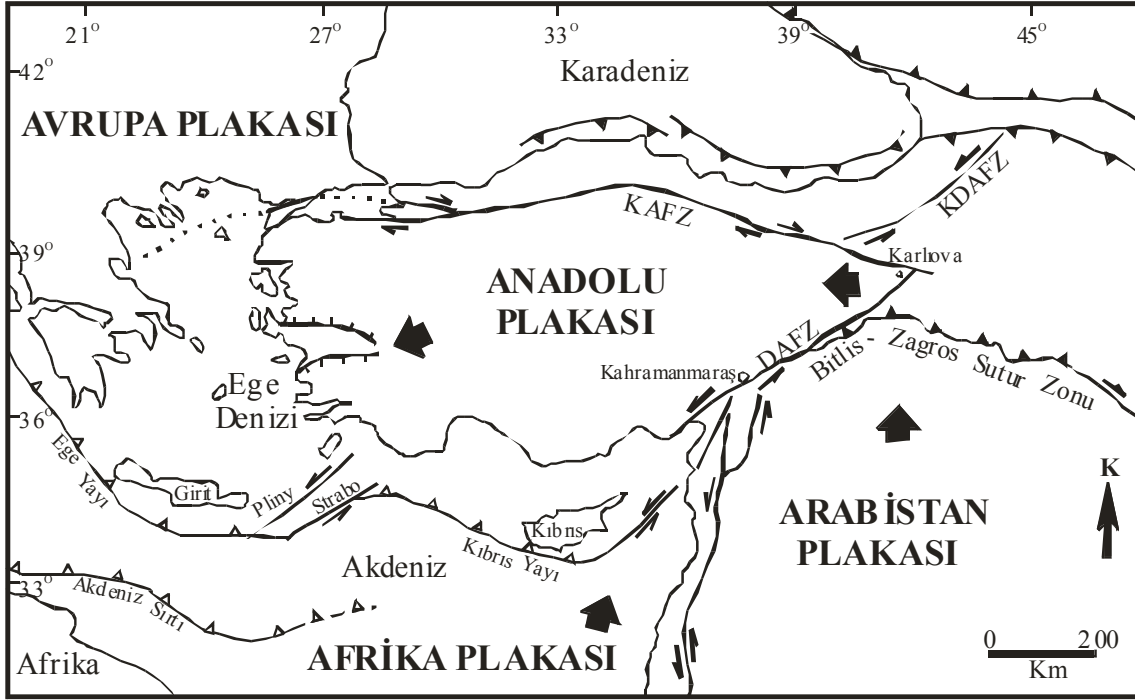 21° 27° 33° 39° 45°
42°
Karadeniz
AVRUPA PLAKASI
KDAFZ
KAFZ
39°
Karlıova
ANADOLU
PLAKASI
DAFZ
Bitlis - Zagros Sutur Zonu
Kahramanmaraş
Ege
Denizi
36°
Ege Yayı
K
Girit
Pliny
Strabo
ARABİSTAN
PLAKASI
Kıbrıs
Kıbrıs Yayı
Akdeniz
33°
Akdeniz Sırtı
AFRİKA PLAKASI
Afrika
0 200
Km